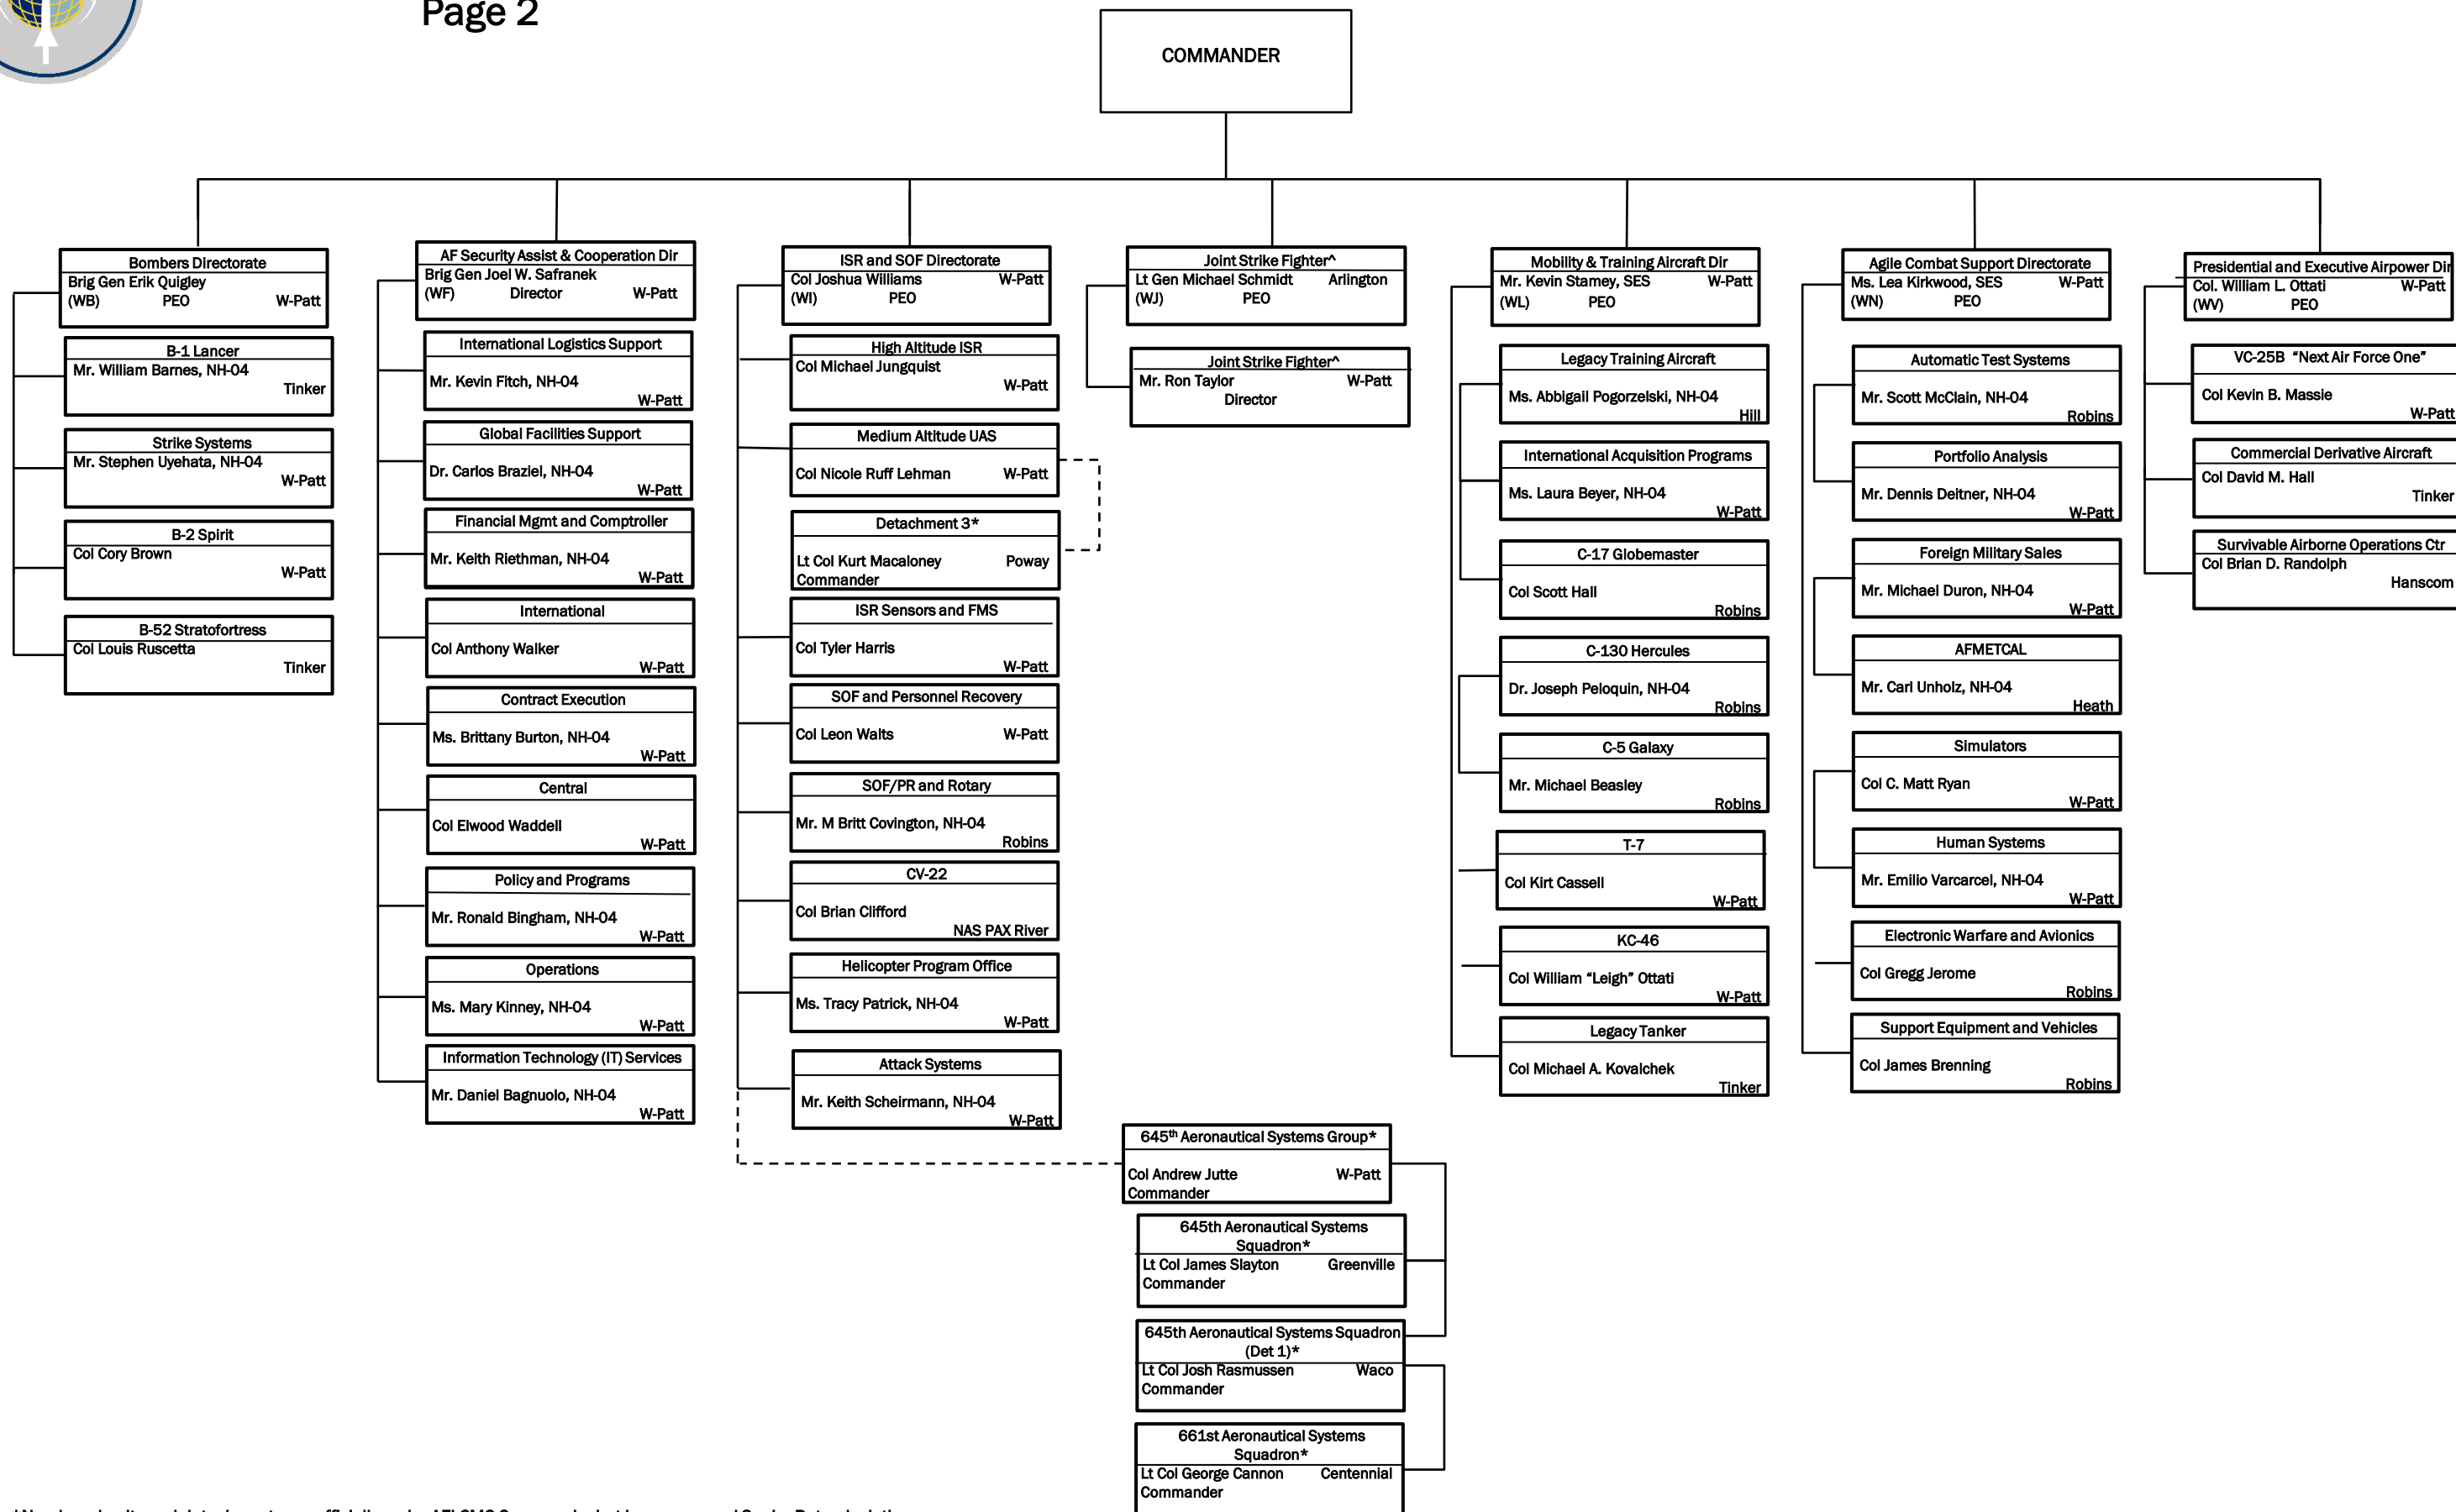 Page 2
COMMANDER
Bombers Directorate
Brig Gen Erik Quigley
(WB) PEO W-Patt
B-1 Lancer
Mr. William Barnes, NH-04
Tinker
Strike Systems
Mr. Stephen Uyehata, NH-04
W-Patt
B-2 Spirit
Col Cory Brown
W-Patt
B-52 Stratofortress
Col Louis Ruscetta
Tinker
AF Security Assist & Cooperation Dir
Brig Gen Joel W. Safranek
(WF) Director W-Patt
International Logistics Support
Mr. Kevin Fitch, NH-04
W-Patt
Global Facilities Support
Dr. Carlos Braziel, NH-04
W-Patt
Financial Mgmt and Comptroller
Mr. Keith Riethman, NH-04
W-Patt
International
Col Anthony Walker
W-Patt
Contract Execution
Ms. Brittany Burton, NH-04
W-Patt
Central
Col Elwood Waddell
W-Patt
Policy and Programs
Mr. Ronald Bingham, NH-04
W-Patt
Operations
Ms. Mary Kinney, NH-04
W-Patt
Information Technology (IT) Services
Mr. Daniel Bagnuolo, NH-04
W-Patt
ISR and SOF Directorate
Col Joshua Williams W-Patt
(WI) PEO
High Altitude ISR
Col Michael Jungquist
W-Patt
Medium Altitude UAS
Col Nicole Ruff Lehman W-Patt
Detachment 3*
Lt Col Kurt Macaloney Poway
Commander
ISR Sensors and FMS
Col Tyler Harris
W-Patt
SOF and Personnel Recovery
Col Leon Waits W-Patt
SOF/PR and Rotary
Mr. M Britt Covington, NH-04
Robins
CV-22
Col Brian Clifford
NAS PAX River
Helicopter Program Office
Ms. Tracy Patrick, NH-04
W-Patt
Attack Systems
Mr. Keith Scheirmann, NH-04
W-Patt
Joint Strike Fighter^
Lt Gen Michael Schmidt Arlington
(WJ) PEO
Joint Strike Fighter^
Mr. Ron Taylor W-Patt
Director
645th Aeronautical Systems Group*
Col Andrew Jutte W-Patt
Commander
645th Aeronautical Systems
Squadron*
Lt Col James Slayton Greenville
Commander
645th Aeronautical Systems Squadron
(Det 1)*
Lt Col Josh Rasmussen Waco
Commander
661st Aeronautical Systems
Squadron*
Lt Col George Cannon Centennial
Commander
Mobility & Training Aircraft Dir
Mr. Kevin Stamey, SES W-Patt
(WL) PEO
Legacy Training Aircraft
Ms. Abbigail Pogorzelski, NH-04
Hill
International Acquisition Programs
Ms. Laura Beyer, NH-04
W-Patt
C-17 Globemaster
Col Scott Hall
Robins
C-130 Hercules
Dr. Joseph Peloquin, NH-04
Robins
C-5 Galaxy
Mr. Michael Beasley
Robins
T-7
Col Kirt Cassell
W-Patt
KC-46
Col William “Leigh” Ottati
W-Patt
Legacy Tanker
Col Michael A. Kovalchek
Tinker
Agile Combat Support Directorate
Ms. Lea Kirkwood, SES W-Patt
(WN) PEO
Automatic Test Systems
Mr. Scott McClain, NH-04
Robins
Portfolio Analysis
Mr. Dennis Deitner, NH-04
W-Patt
Foreign Military Sales
Mr. Michael Duron, NH-04
W-Patt
AFMETCAL
Mr. Carl Unholz, NH-04
Heath
Simulators
Col C. Matt Ryan
W-Patt
Human Systems
Mr. Emilio Varcarcel, NH-04
W-Patt
Electronic Warfare and Avionics
Col Gregg Jerome
Robins
Support Equipment and Vehicles
Col James Brenning
Robins
Presidential and Executive Airpower Dir
Col. William L. Ottati W-Patt
(WV) PEO
VC-25B “Next Air Force One”
Col Kevin B. Massie
W-Patt
Commercial Derivative Aircraft
Col David M. Hall
Tinker
Survivable Airborne Operations Ctr
Col Brian D. Randolph
Hanscom